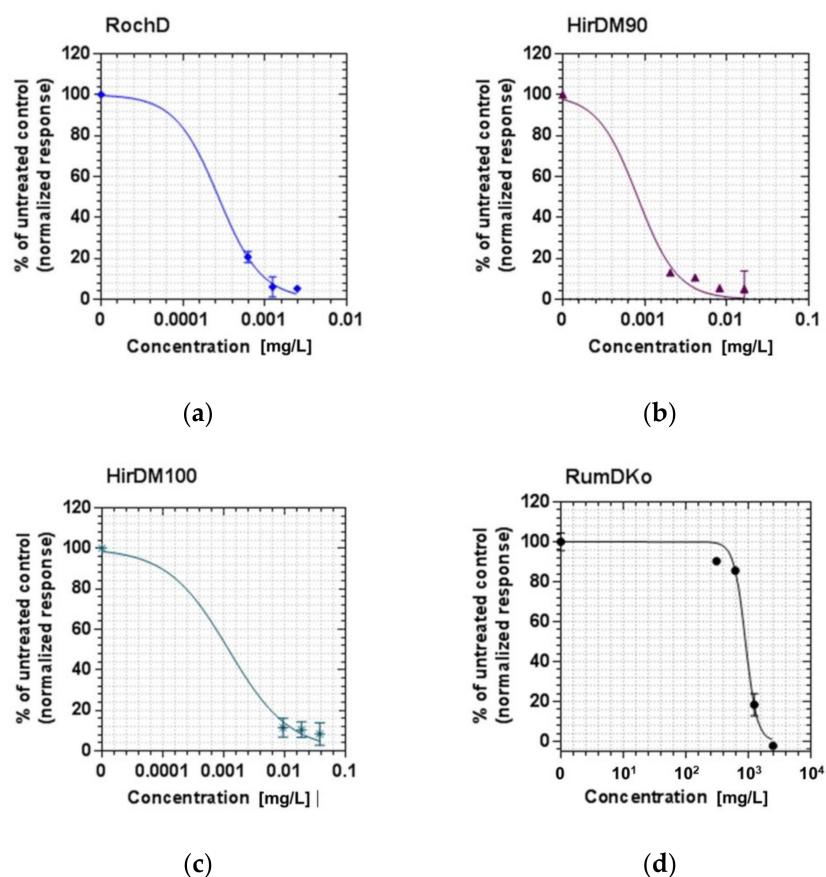 RochD
120
100
80
60
40
20
0
% of untreated control
(normalized response)
0 0.0001 0.001 0.01
Concentration [mg/L]
(a)
HirDM90
120
100
80
60
40
20
0
% of untreated control
(normalized response)
0 0.001 0.01 0.1
Concentration [mg/L]
(b)
HirDM100
120
100
80
60
40
20
0
% of untreated control
(normalized response)
0 0.0001 0.001 0.01 0.1
Concentration [mg/L] |
(c)
RumDKo
120
100
80
60
40
20
0
% of untreated control
(normalized response)
0 10¹ 10² 10³ 10⁴
Concentration [mg/L]
(d)